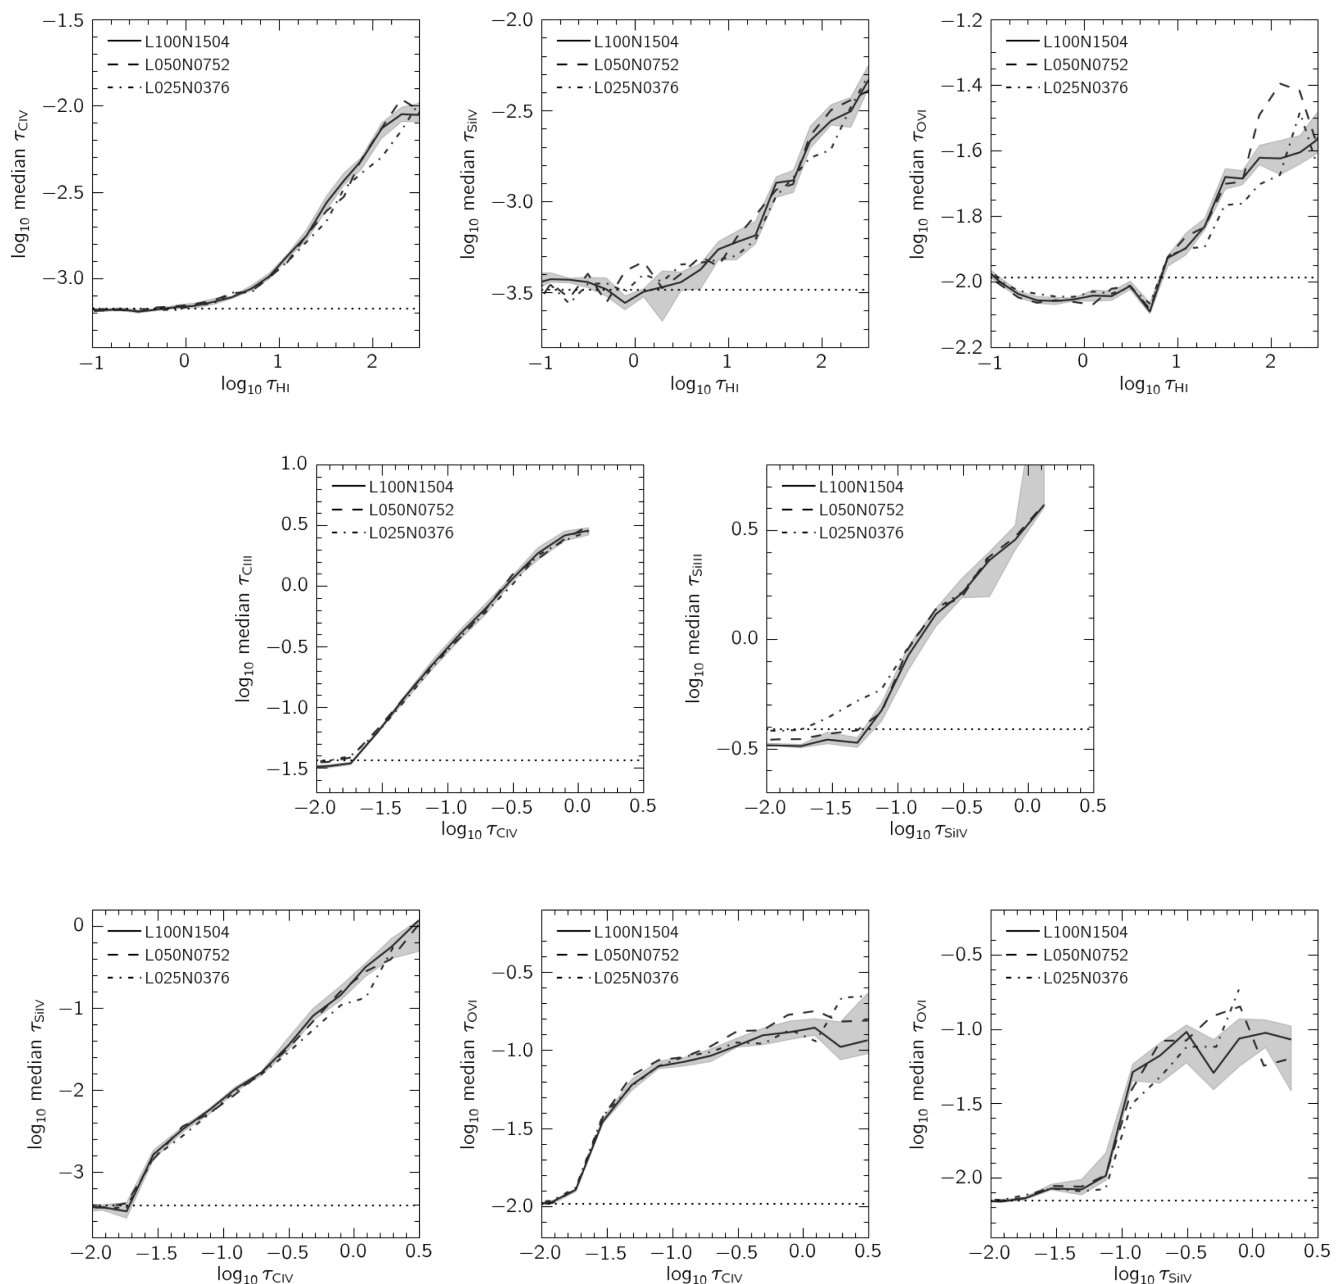 L100N1504
L050N0752
L025N0376
log₁₀ median τCIV
−1.5
−2.0
−2.5
−3.0
−1 0 1 2
log₁₀ τHI
L100N1504
L050N0752
L025N0376
log₁₀ median τSiIV
−2.0
−2.5
−3.0
−3.5
−1 0 1 2
log₁₀ τHI
L100N1504
L050N0752
L025N0376
log₁₀ median τOVI
−1.2
−1.4
−1.6
−1.8
−2.0
−2.2
−1 0 1 2
log₁₀ τHI
L100N1504
L050N0752
L025N0376
log₁₀ median τCIII
1.0
0.5
0.0
−0.5
−1.0
−1.5
−2.0 −1.5 −1.0 −0.5 0.0 0.5
log₁₀ τCIV
L100N1504
L050N0752
L025N0376
log₁₀ median τSiIII
0.5
0.0
−0.5
−2.0 −1.5 −1.0 −0.5 0.0 0.5
log₁₀ τSiIV
L100N1504
L050N0752
L025N0376
log₁₀ median τSiIV
0
−1
−2
−3
−2.0 −1.5 −1.0 −0.5 0.0 0.5
log₁₀ τCIV
L100N1504
L050N0752
L025N0376
log₁₀ median τOVI
−0.5
−1.0
−1.5
−2.0
−2.0 −1.5 −1.0 −0.5 0.0 0.5
log₁₀ τCIV
L100N1504
L050N0752
L025N0376
log₁₀ median τOVI
−0.5
−1.0
−1.5
−2.0
−2.0 −1.5 −1.0 −0.5 0.0 0.5
log₁₀ τSiIV